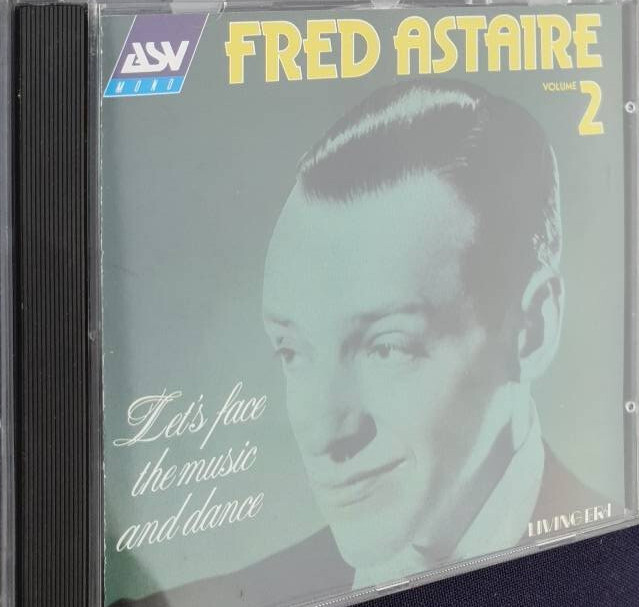 ASV
MONO
FRED ASTAIRE
VOLUME
2
Let's face
the music
and dance
LIVING ERA